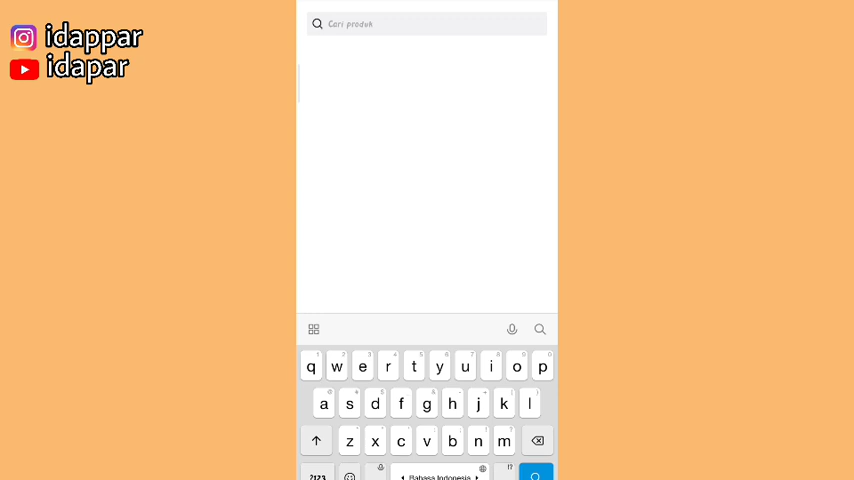 idappar
idapar
Cari produk
q w e r t y u i o p
a s d f g h j k l
z x c v b n m
?123
Bahasa Indonesia
!?